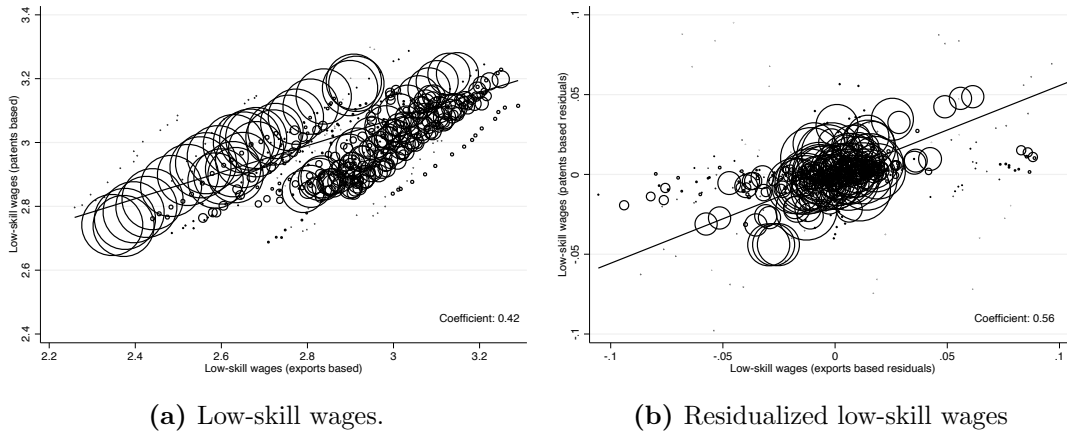 3.4
3.2
3
2.8
2.6
2.4
Low-skill wages (patents based)
Coefficient: 0.42
2.2 2.4 2.6 2.8 3 3.2
Low-skill wages (exports based)
(a) Low-skill wages.
.1
.05
0
-.05
-.1
Low-skill wages (patent based residuals)
Coefficient: 0.56
-.1 -.05 0 .05 .1
Low-skill wages (exports based residuals)
(b) Residualized low-skill wages